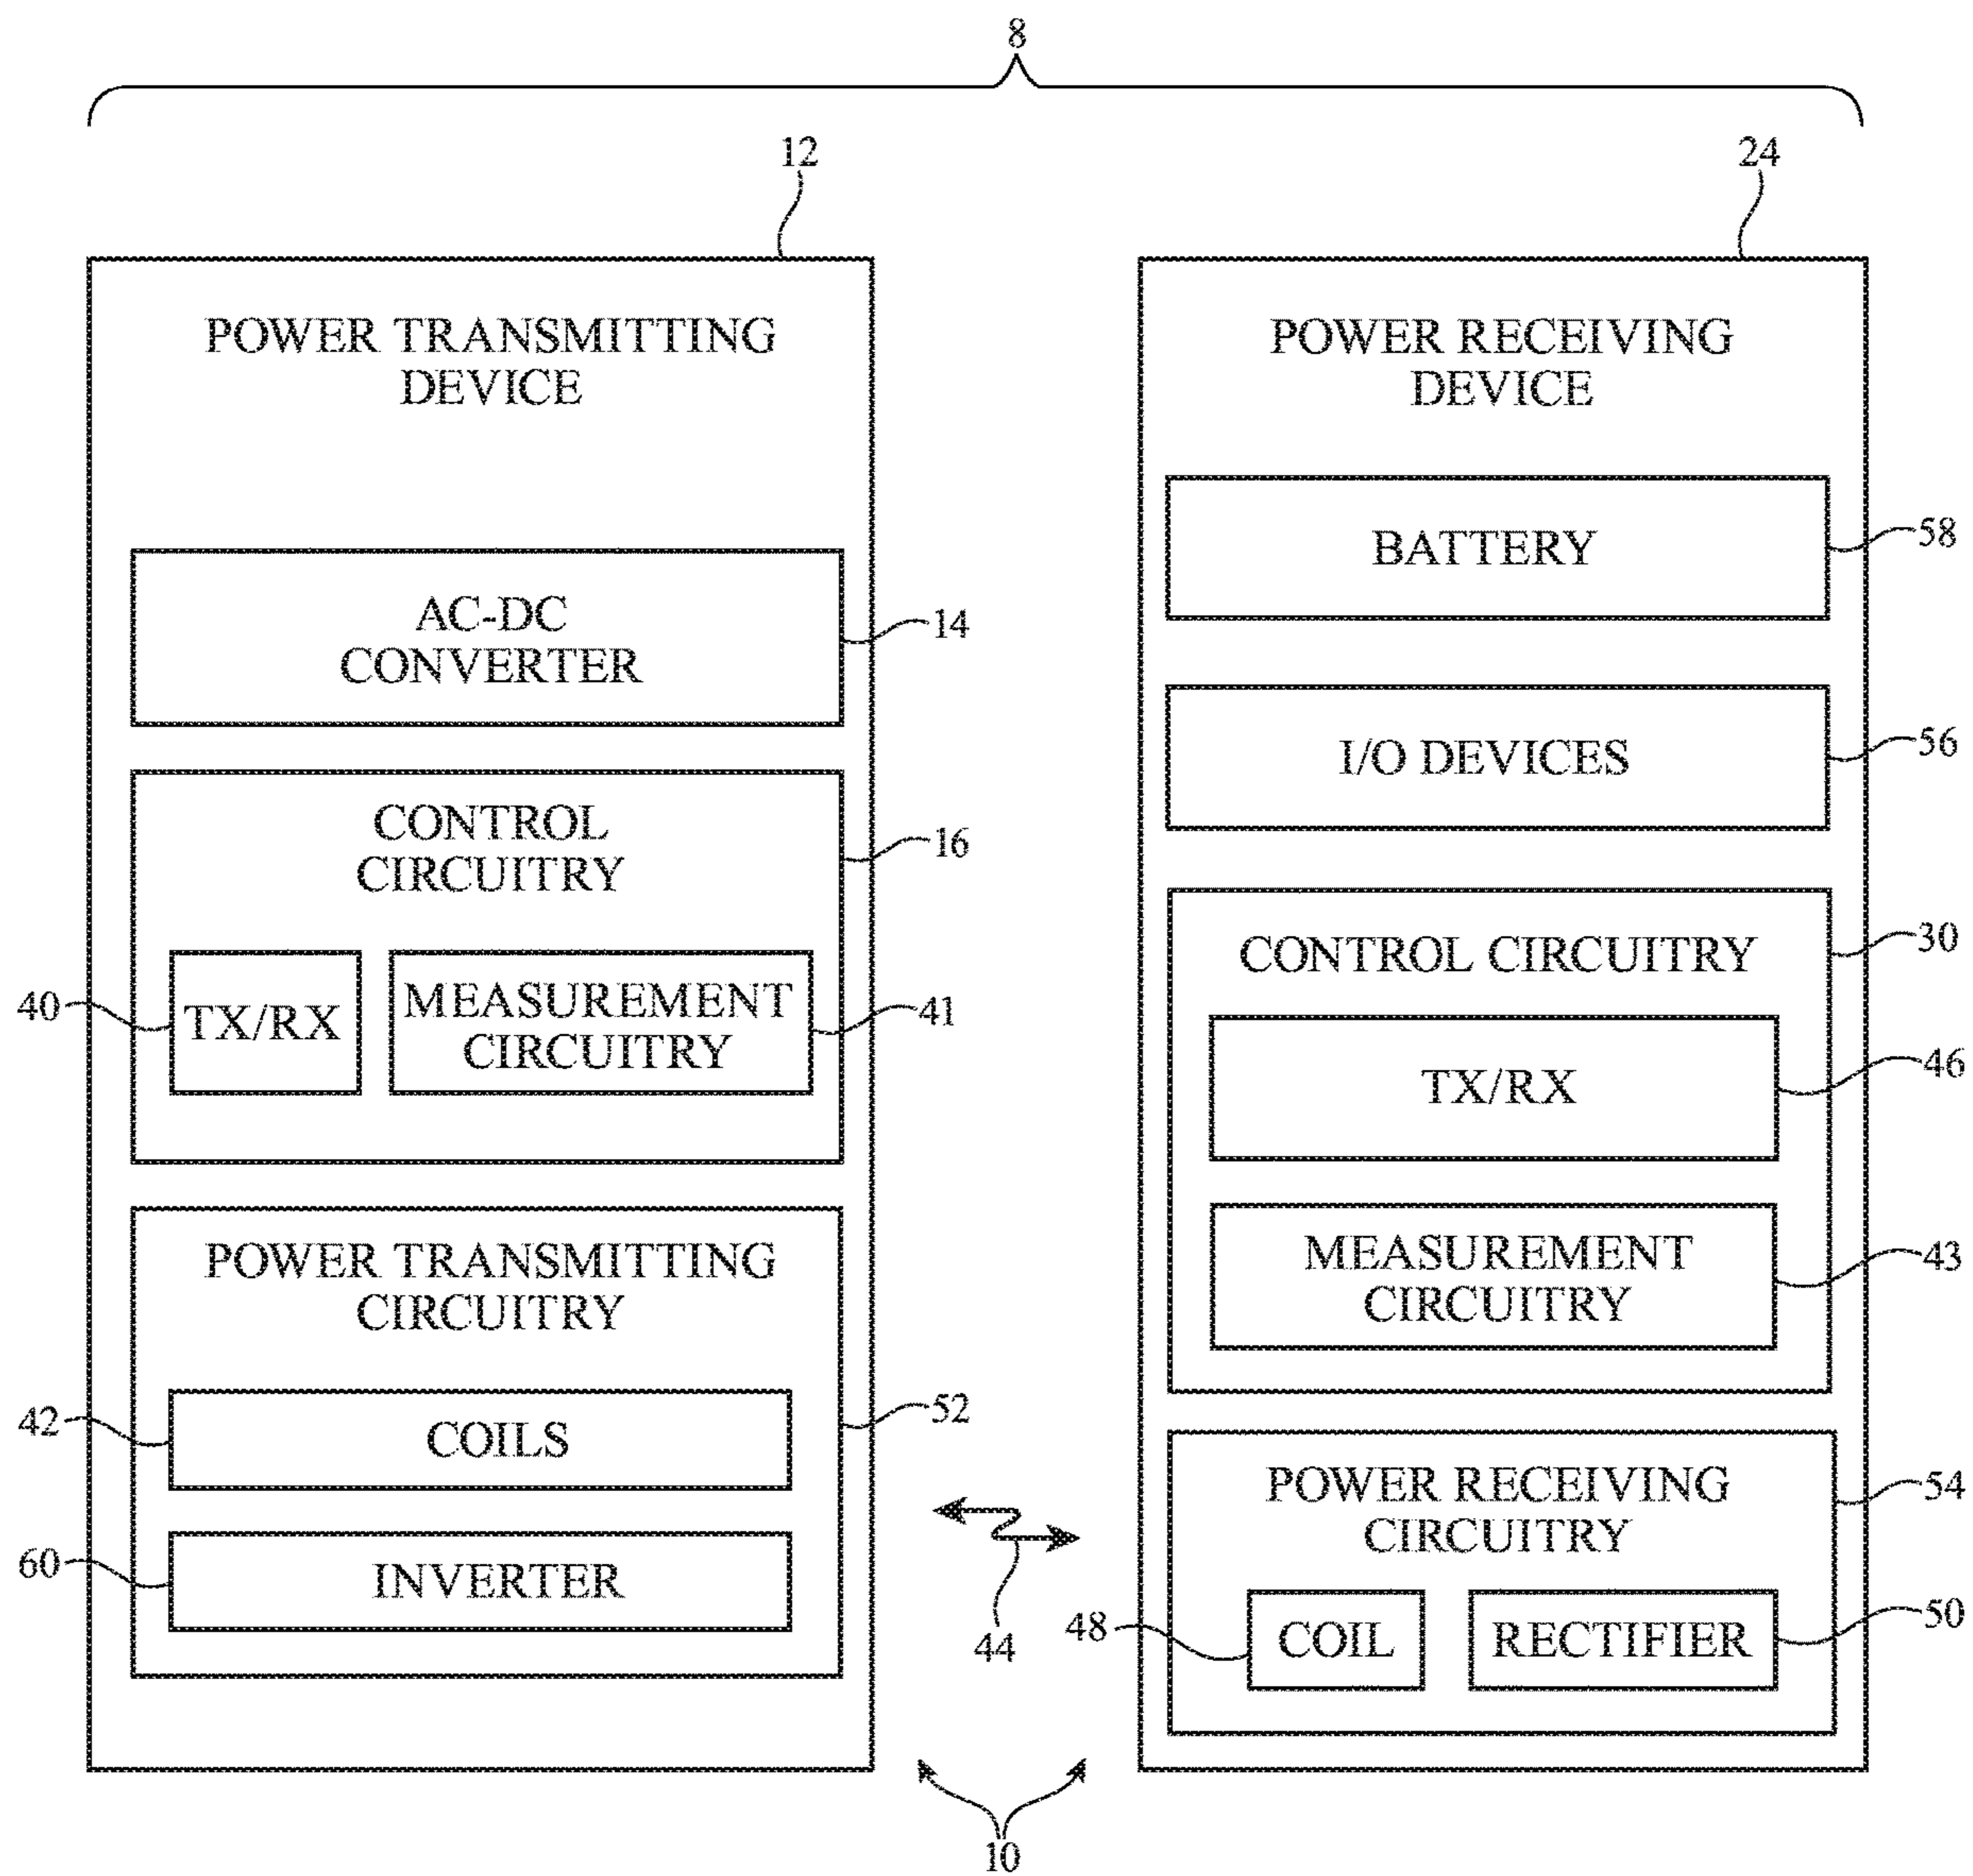 8
12
24
POWER TRANSMITTING
DEVICE
AC-DC
CONVERTER
14
CONTROL
CIRCUITRY
16
40
TX/RX
MEASUREMENT
CIRCUITRY
41
POWER TRANSMITTING
CIRCUITRY
52
42
COILS
60
INVERTER
44
10
POWER RECEIVING
DEVICE
BATTERY
58
I/O DEVICES
56
CONTROL CIRCUITRY
30
TX/RX
46
MEASUREMENT
CIRCUITRY
43
POWER RECEIVING
CIRCUITRY
54
48
COIL
RECTIFIER
50